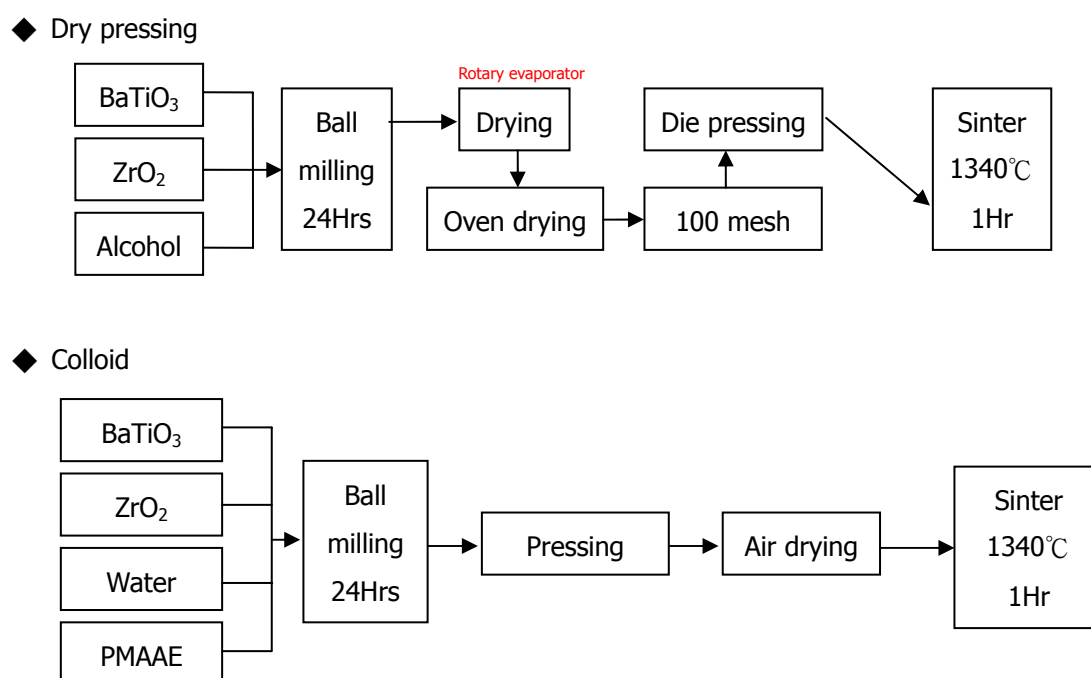 ◆ Dry pressing
Rotary evaporator
BaTiO₃
ZrO₂
Alcohol
Ball
milling
24Hrs
Drying
Oven drying
100 mesh
Die pressing
Sinter
1340℃
1Hr
◆ Colloid
BaTiO₃
ZrO₂
Water
PMAAE
Ball
milling
24Hrs
Pressing
Air drying
Sinter
1340℃
1Hr